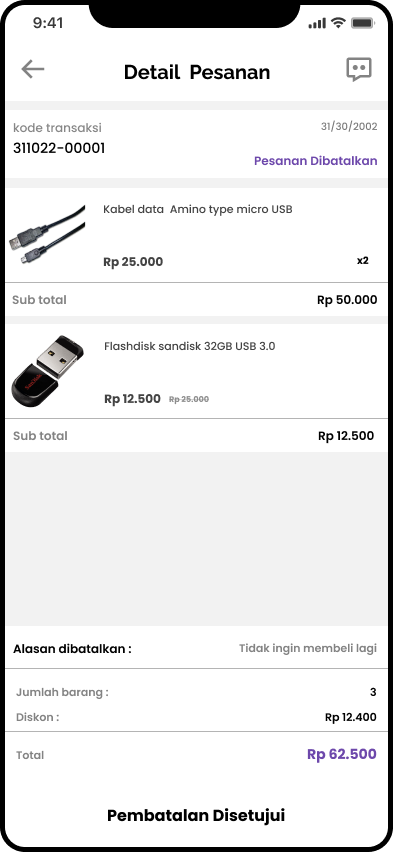 9:41
Detail Pesanan
kode transaksi
31/30/2002
311022-00001
Pesanan Dibatalkan
Kabel data Amino type micro USB
Rp 25.000
x2
Sub total
Rp 50.000
Flashdisk sandisk 32GB USB 3.0
SanDisk
Rp 12.500 Rp 25.000
Sub total
Rp 12.500
Alasan dibatalkan :
Tidak ingin membeli lagi
Jumlah barang :
3
Diskon :
Rp 12.400
Total
Rp 62.500
Pembatalan Disetujui